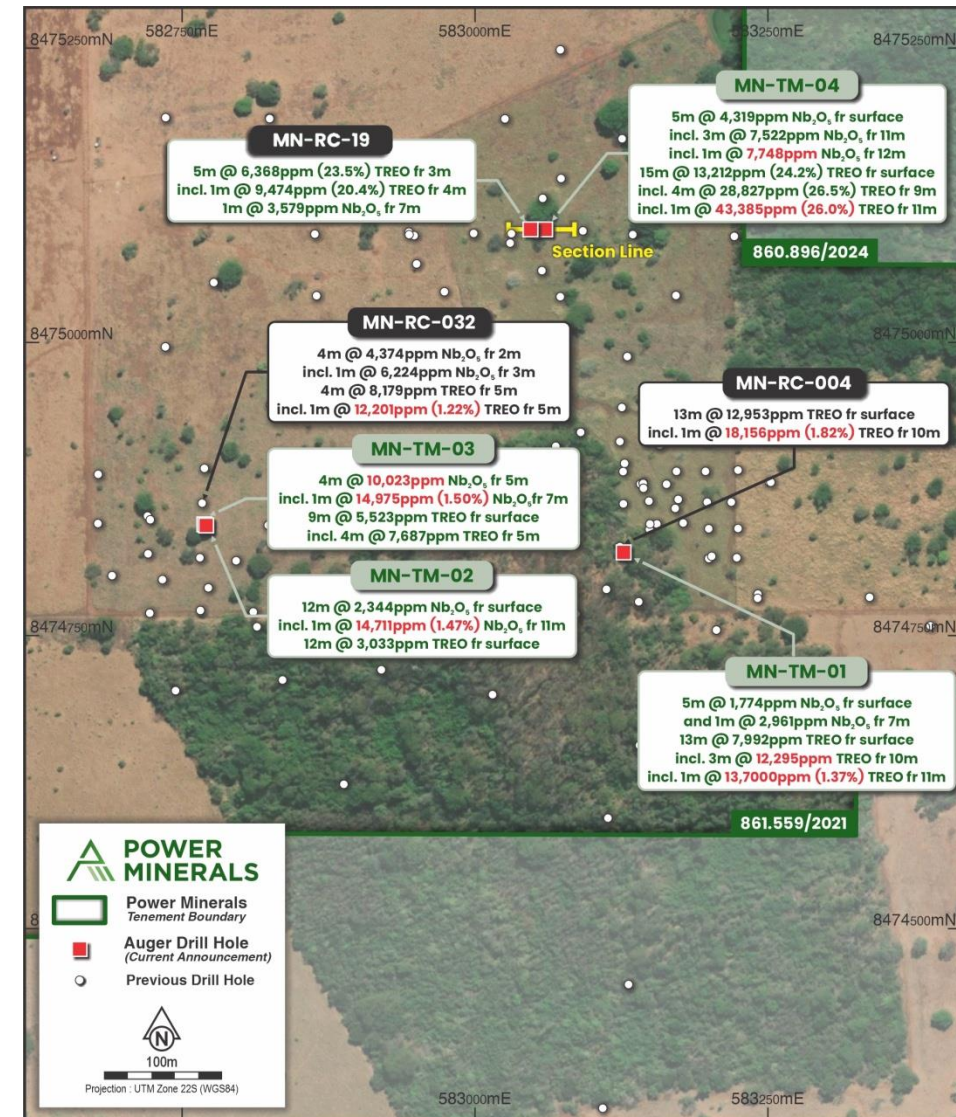 582750mE
583000mE
583250mE
8475250mN
8475250mN
MN-TM-04
5m @ 4,319ppm Nb₂O₅ fr surface
incl. 3m @ 7,522ppm Nb₂O₅ fr 11m
incl. 1m @ 7,748ppm Nb₂O₅ fr 12m
15m @ 13,212ppm (24.2%) TREO fr surface
incl. 4m @ 28,827ppm (26.5%) TREO fr 9m
incl. 1m @ 43,385ppm (26.0%) TREO fr 11m
MN-RC-19
5m @ 6,368ppm (23.5%) TREO fr 3m
incl. 1m @ 9,474ppm (20.4%) TREO fr 4m
1m @ 3,579ppm Nb₂O₅ fr 7m
Section Line
860.896/2024
8475000mN
8475000mN
MN-RC-032
4m @ 4,374ppm Nb₂O₅ fr 2m
incl. 1m @ 6,224ppm Nb₂O₅ fr 3m
4m @ 8,179ppm TREO fr 5m
incl. 1m @ 12,201ppm (1.22%) TREO fr 5m
MN-RC-004
13m @ 12,953ppm TREO fr surface
incl. 1m @ 18,156ppm (1.82%) TREO fr 10m
MN-TM-03
4m @ 10,023ppm Nb₂O₅ fr 5m
incl. 1m @ 14,975ppm (1.50%) Nb₂O₅fr 7m
9m @ 5,523ppm TREO fr surface
incl. 4m @ 7,687ppm TREO fr 5m
MN-TM-02
12m @ 2,344ppm Nb₂O₅ fr surface
incl. 1m @ 14,711ppm (1.47%) Nb₂O₅ fr 11m
12m @ 3,033ppm TREO fr surface
8474750mN
8474750mN
MN-TM-01
5m @ 1,774ppm Nb₂O₅ fr surface
and 1m @ 2,961ppm Nb₂O₅ fr 7m
13m @ 7,992ppm TREO fr surface
incl. 3m @ 12,295ppm TREO fr 10m
incl. 1m @ 13,7000ppm (1.37%) TREO fr 11m
861.559/2021
POWER
MINERALS
Power Minerals
Tenement Boundary
Auger Drill Hole
(Current Announcement)
Previous Drill Hole
N
100m
Projection : UTM Zone 22S (WGS84)
8474500mN
583000mE
583250mE